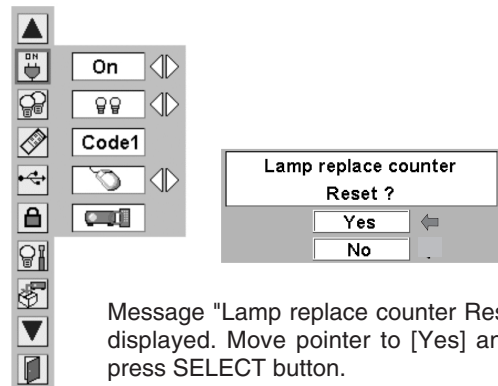 ON
On
Code1
Lamp replace counter
Reset ?
Yes
No
Message "Lamp replace counter Res
displayed. Move pointer to [Yes] an
press SELECT button.